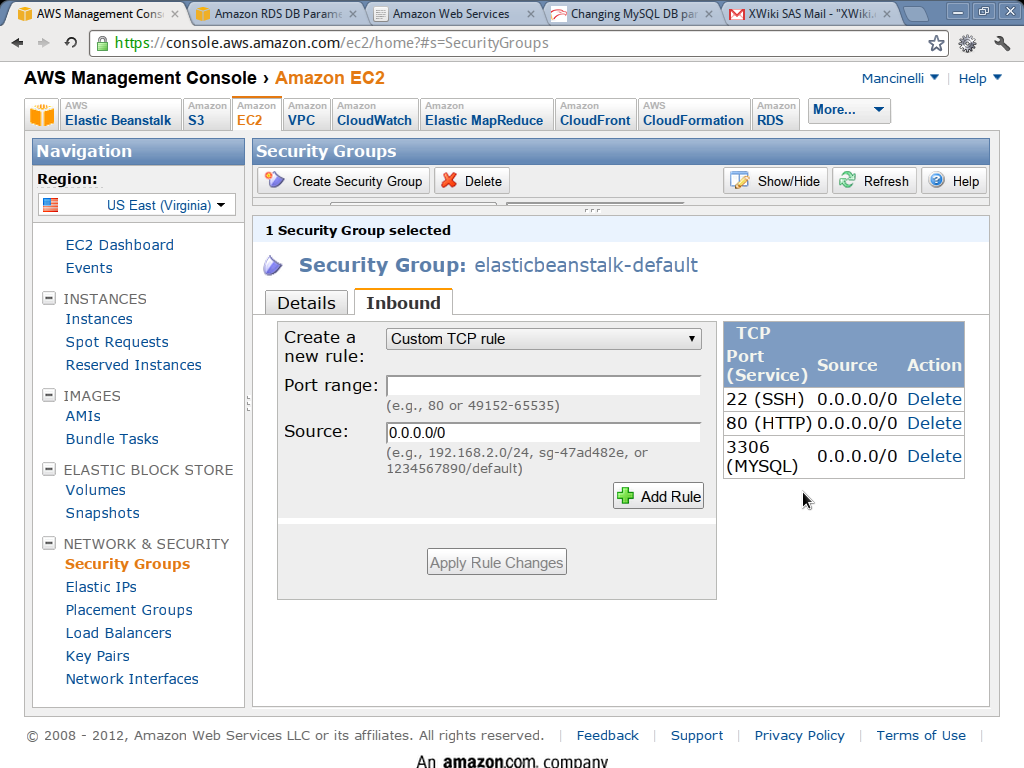 AWS Management Cons
Amazon RDS DB Parame
Amazon Web Services
Changing MySQL DB par
XWiki SAS Mail - "XWiki.
https://console.aws.amazon.com/ec2/home?#s=SecurityGroups
AWS Management Console › Amazon EC2
Mancinelli
Help
AWS
Elastic Beanstalk
Amazon
S3
Amazon
EC2
Amazon
VPC
Amazon
CloudWatch
Amazon
Elastic MapReduce
Amazon
CloudFront
AWS
CloudFormation
Amazon
RDS
More...
Navigation
Region:
US East (Virginia)
EC2 Dashboard
Events
INSTANCES
Instances
Spot Requests
Reserved Instances
IMAGES
AMIs
Bundle Tasks
ELASTIC BLOCK STORE
Volumes
Snapshots
NETWORK & SECURITY
Security Groups
Elastic IPs
Placement Groups
Load Balancers
Key Pairs
Network Interfaces
Security Groups
Create Security Group
Delete
Show/Hide
Refresh
Help
1 Security Group selected
Security Group: elasticbeanstalk-default
Details
Inbound
Create a
new rule:
Custom TCP rule
Port range:
(e.g., 80 or 49152-65535)
Source:
0.0.0.0/0
(e.g., 192.168.2.0/24, sg-47ad482e, or
1234567890/default)
Add Rule
Apply Rule Changes
TCP
Port
(Service)
Source
Action
22 (SSH) 0.0.0.0/0 Delete
80 (HTTP) 0.0.0.0/0 Delete
3306
(MYSQL)
0.0.0.0/0 Delete
© 2008 - 2012, Amazon Web Services LLC or its affiliates. All rights reserved. | Feedback | Support | Privacy Policy | Terms of Use |
An amazon.com. company